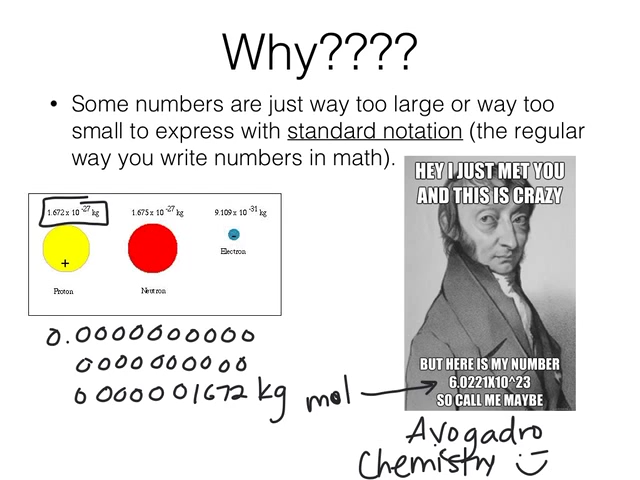 Why????
• Some numbers are just way too large or way too
small to express with standard notation (the regular
way you write numbers in math).
1.672 x 10 -27 kg
1.675 x 10 -27 kg
9.109 x 10 -31 kg
+
-
Proton
Neutron
Electron
HEY I JUST MET YOU
AND THIS IS CRAZY
BUT HERE IS MY NUMBER
6.0221X10^23
SO CALL ME MAYBE
0.0000000000
000000000
0000001672 kg
mol
Avogadro
Chemistry :)